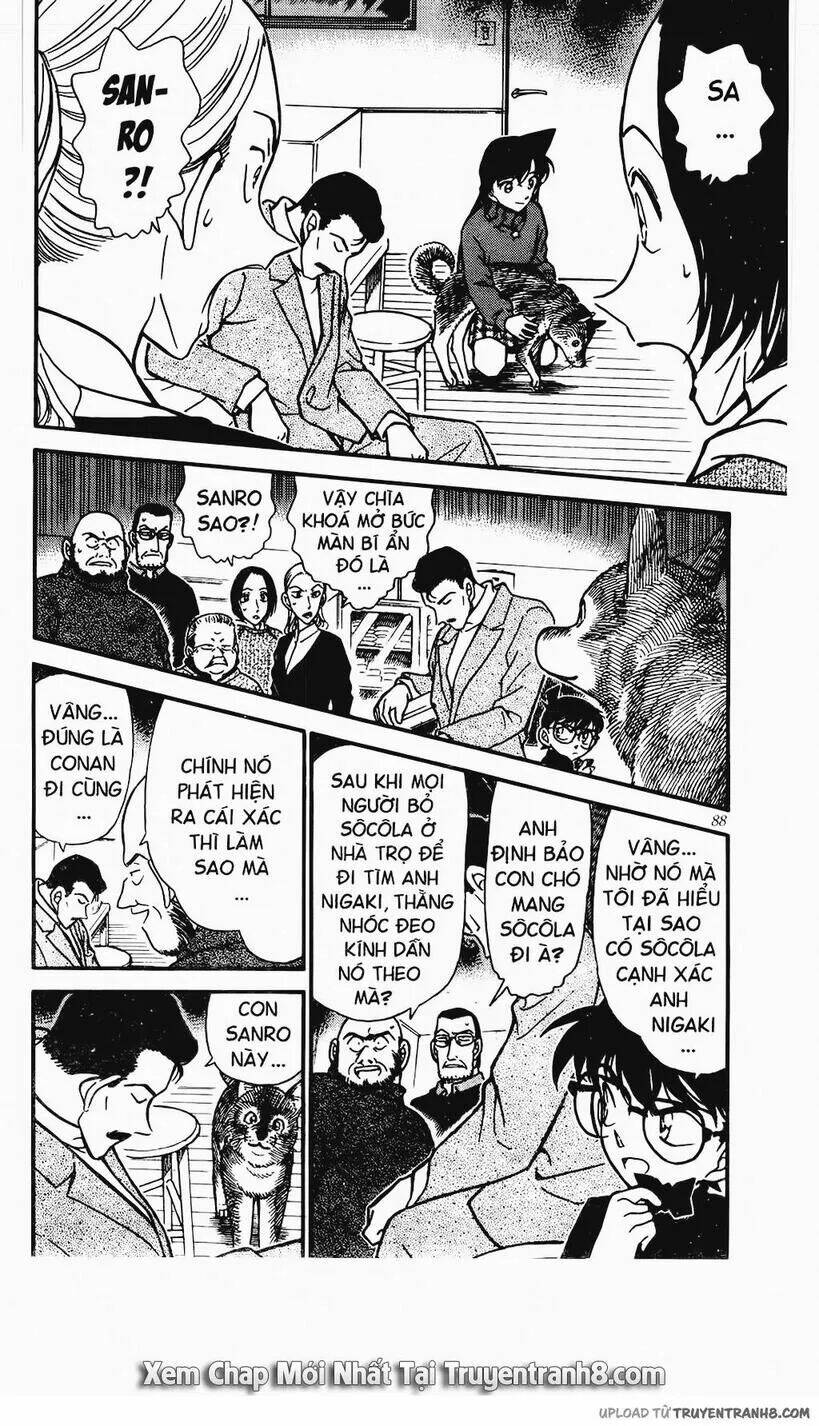 SA
...
SAN-
RO
?!
VẬY CHÌA
KHOÁ MỞ BỨC
MÀN BÍ ẨN
ĐÓ LÀ
...
SANRO
SAO?!
88
VÂNG...
NHỜ NÓ MÀ
TÔI ĐÃ HIỂU
TẠI SAO
CÓ SÔCÔLA
CẠNH XÁC
ANH
NIGAKI
...
ANH
ĐỊNH BẢO
CON CHÓ
MANG
SÔCÔLA
ĐI À?
SAU KHI MỌI
NGƯỜI BỎ
SÔCÔLA Ở
NHÀ TRỌ ĐỂ
ĐI TÌM ANH
NIGAKI, THẰNG
NHÓC ĐEO
KÍNH DẪN
NÓ THEO
MÀ?
CHÍNH NÓ
PHÁT HIỆN
RA CÁI XÁC
THÌ LÀM
SAO MÀ
...
VÂNG...
ĐÚNG LÀ
CONAN
ĐI CÙNG
...
CON
SANRO
NÀY...
Xem Chap Mới Nhất Tại Truyentranh8.com
UPLOAD TỪ TRUYENTRANH8.COM